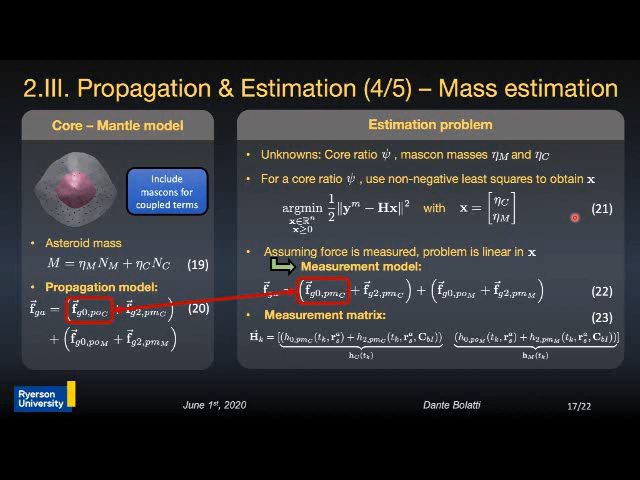 2.III. Propagation & Estimation (4/5) – Mass estimation
Core – Mantle model
Include
mascons for
coupled terms
• Asteroid mass
M = η_M N_M + η_C N_C (19)
• Propagation model:
f⃗_ga = (f⃗_g0,po_C + f⃗_g2,pm_C) (20)
+ (f⃗_g0,po_M + f⃗_g2,pm_M)
Estimation problem
• Unknowns: Core ratio ψ , mascon masses η_M and η_C
• For a core ratio ψ , use non-negative least squares to obtain x
argmin_{x∈ℝ^n, x≥0} 1/2 ||y^m − Hx||² with x = [η_C η_M] (21)
• Assuming force is measured, problem is linear in x
Measurement model:
f⃗_ga = (f⃗_g0,pm_C + f⃗_g2,pm_C) + (f⃗_g0,po_M + f⃗_g2,pm_M) (22)
• Measurement matrix: (23)
H⃗_k = [(h_0,pm_C(t_k, r_s^a) + h_2,pm_C(t_k, r_s^a, C_bl)) (h_0,po_M(t_k, r_s^a) + h_2,pm_M(t_k, r_s^a, C_bl))]
h_C(t_k) h_M(t_k)
Ryerson
University
June 1st, 2020
Dante Bolatti
17/22